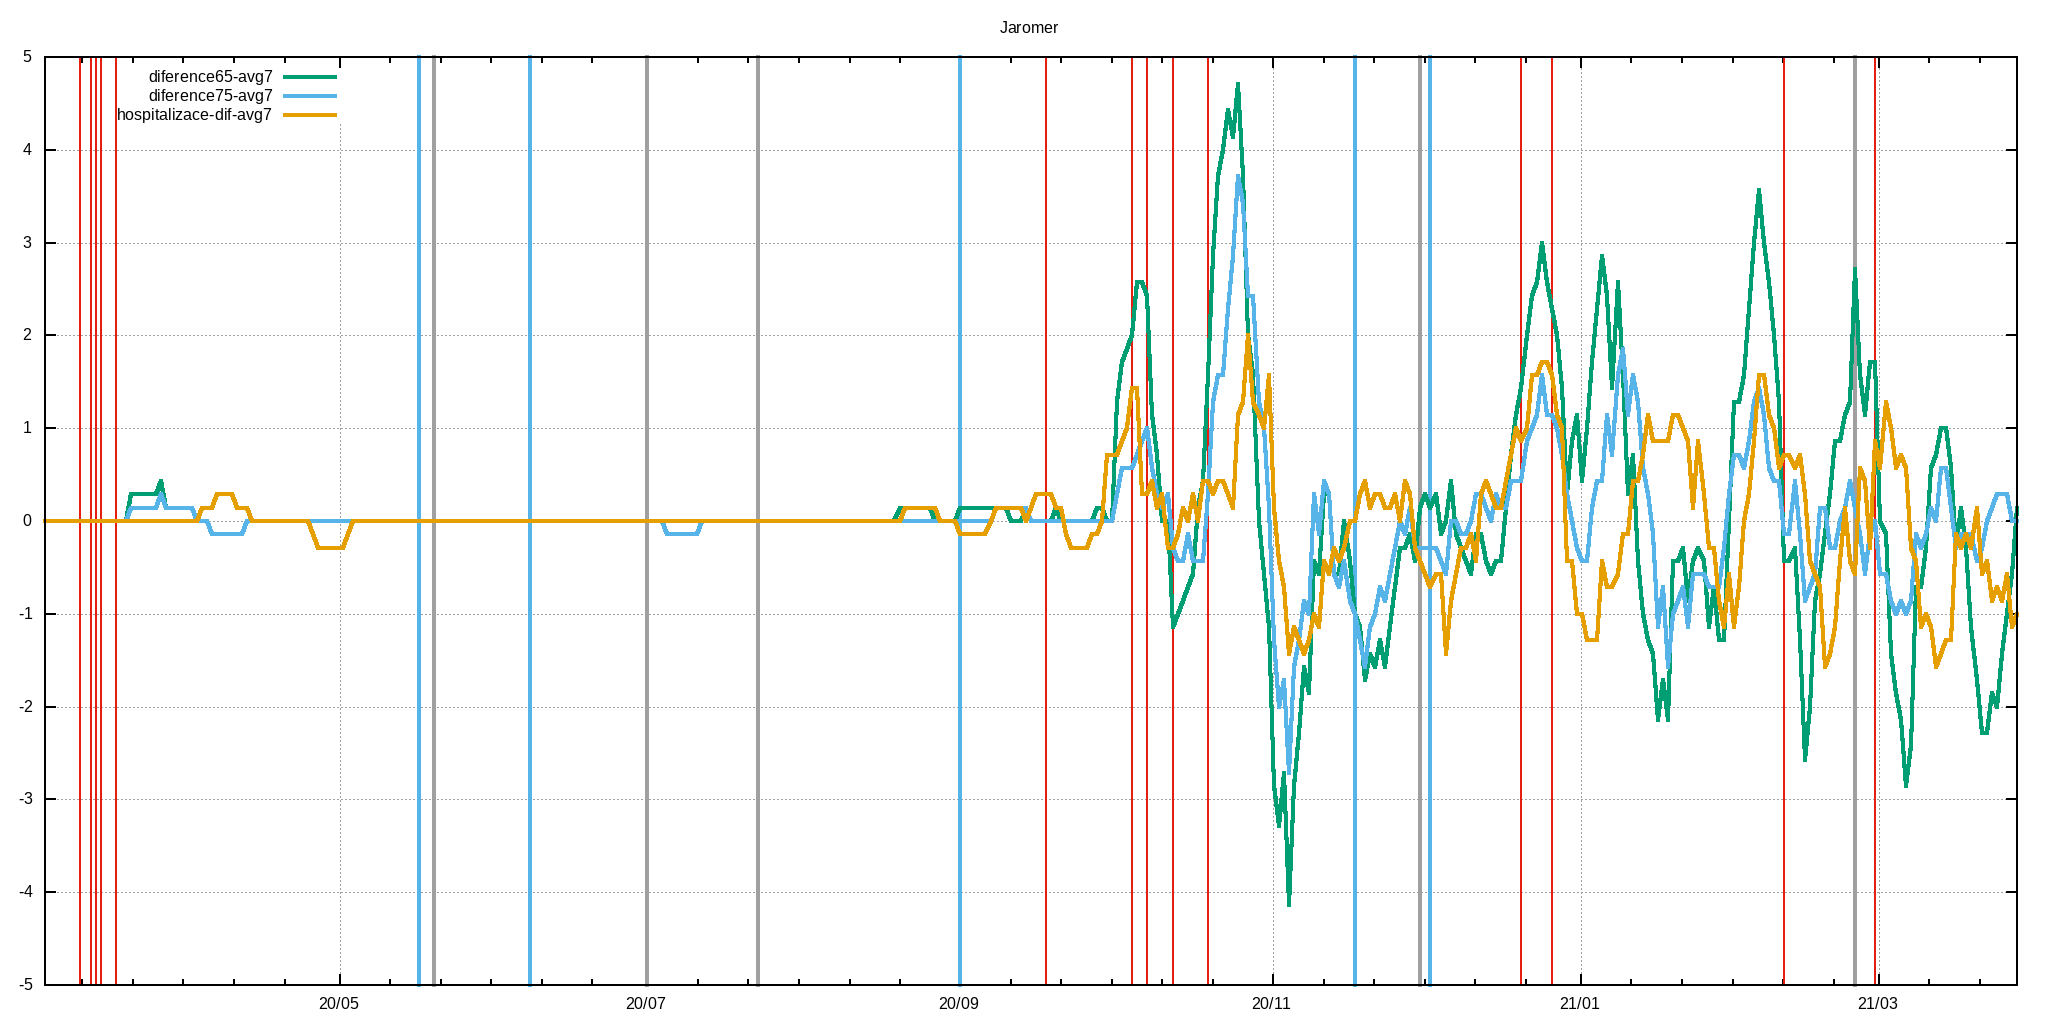 Jaromer
diference65-avg7
diference75-avg7
hospitalizace-dif-avg7
5
4
3
2
1
0
-1
-2
-3
-4
-5
20/05 20/07 20/09 20/11 21/01 21/03